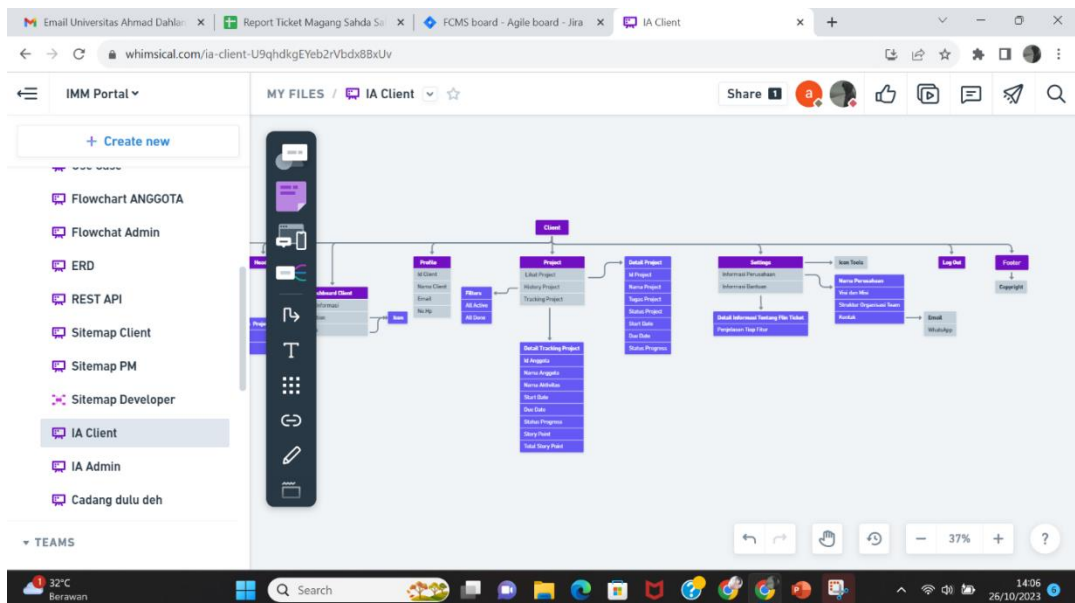 Email Universitas Ahmad Dahlan
Report Ticket Magang Sahda Sal
FCMS board - Agile board - Jira
IA Client
whimsical.com/ia-client-U9qhdkgEYeb2rVbdx8BxUv
IMM Portal
MY FILES / IA Client
Share 1
a
+ Create new
Use Case
Flowchart ANGGOTA
Flowchat Admin
ERD
REST API
Sitemap Client
Sitemap PM
Sitemap Developer
IA Client
IA Admin
Cadang dulu deh
TEAMS
T
Client
Profile
Id Client
Nama Client
Email
No.Hp
Icon
Filters
All,Active
All Done
Project
Lihat Project
History Project
Tracking Project
Detail Tracking Project
Id Anggota
Nama Anggota
Nama Aktivitas
Start Date
Due Date
Status Progress
Story Point
Total Story Point
Detail Project
Id Project
Nama Project
Tugas Project
Status Project
Start Date
Due Date
Status Progress
Settings
Informasi Perusahaan
Informasi Bantuan
Detail Informasi Tentang Fitn Ticket
Penjelasan Tiap Fitur
Icon Tools
Nama Perusahaan
Visi dan Misi
Struktur Organisasi Team
Kontak
Email
WhatsApp
Log Out
Footer
Copyright
37%
?
1
32°C
Berawan
Search
14:06
26/10/2023
6